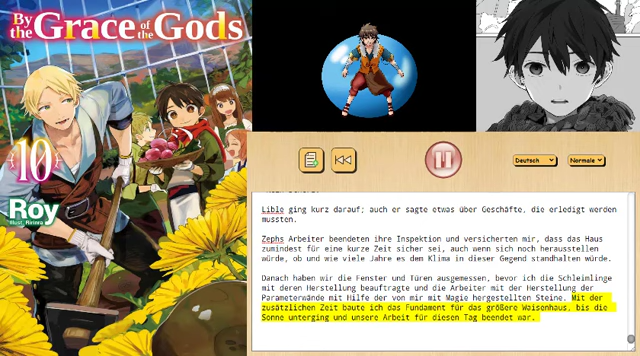 By the Grace of the Gods
10
Roy
Illust. Ririnra
Deutsch
Normale
Lible ging kurz darauf; auch er sagte etwas über Geschäfte, die erledigt werden
mussten.
Zephs Arbeiter beendeten ihre Inspektion und versicherten mir, dass das Haus
zumindest für eine kurze Zeit sicher sei, auch wenn sich noch herausstellen
würde, ob und wie viele Jahre es dem Klima in dieser Gegend standhalten würde.
Danach haben wir die Fenster und Türen ausgemessen, bevor ich die Schleimlinge
mit deren Herstellung beauftragte und die Arbeiter mit der Herstellung der
Parameterwände mit Hilfe der von mir mit Magie hergestellten Steine. Mit der
zusätzlichen Zeit baute ich das Fundament für das größere Waisenhaus, bis die
Sonne unterging und unsere Arbeit für diesen Tag beendet war.